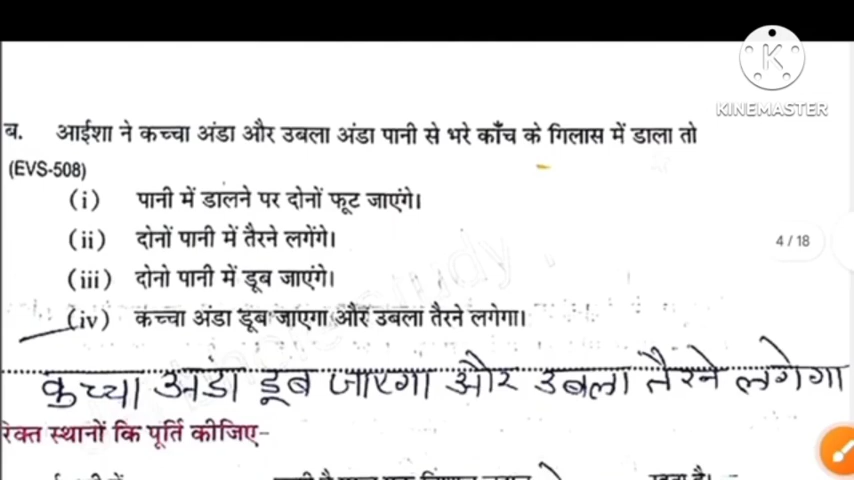 KINEMASTER
ब. आईशा ने कच्चा अंडा और उबला अंडा पानी से भरे काँच के गिलास में डाला तो
(EVS-508)
(i) पानी में डालने पर दोनों फूट जाएंगे।
(ii) दोनों पानी में तैरने लगेंगे।
4 / 18
(iii) दोनो पानी में डूब जाएंगे।
(iv) कच्चा अंडा डूब जाएगा और उबला तैरने लगेगा।
कच्चा अंडा डूब जाएगा और उबला तैरने लगेगा
रिक्त स्थानों कि पूर्ति कीजिए-